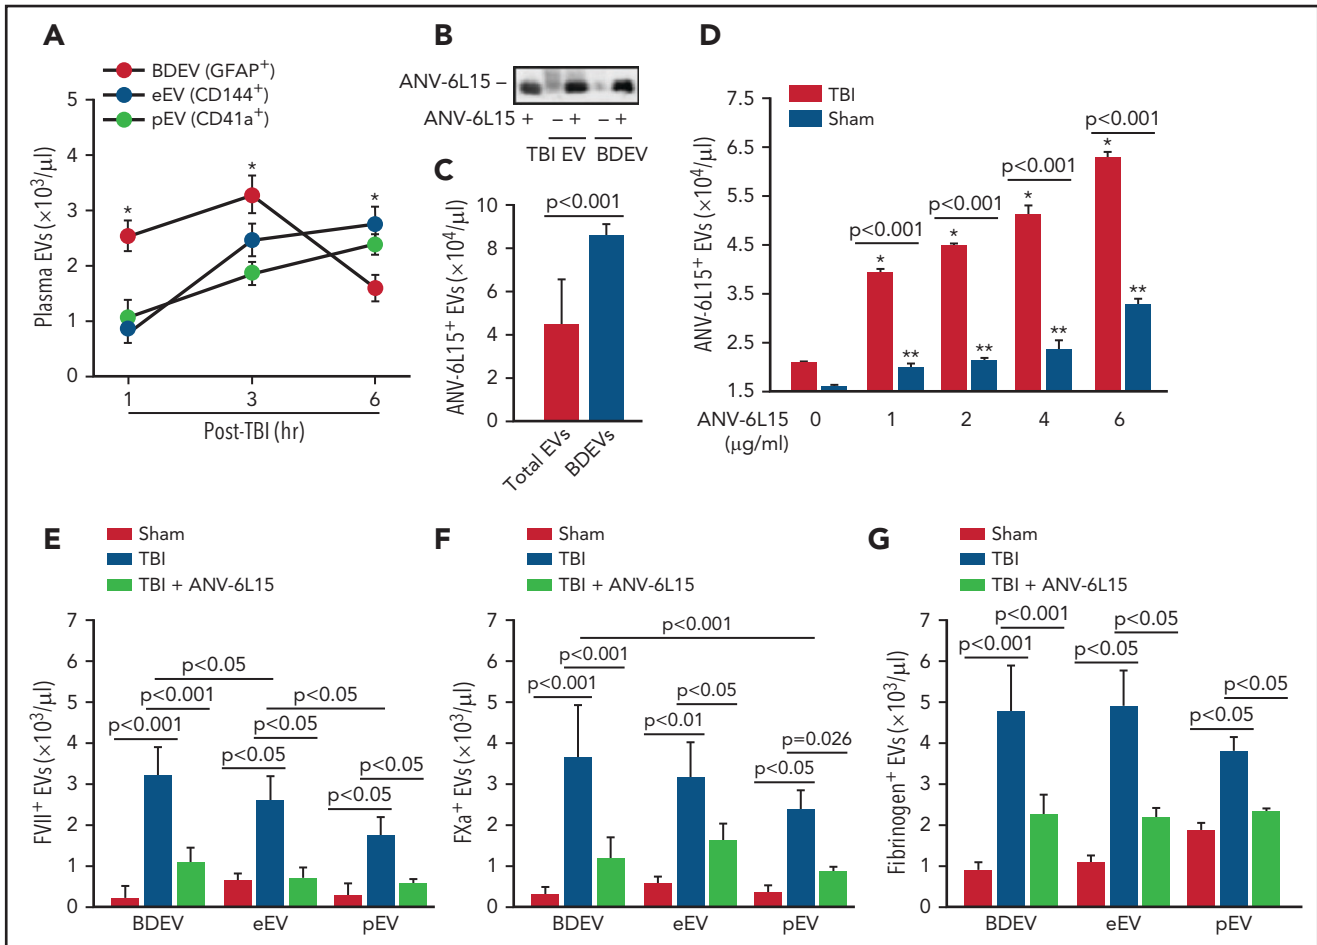 A
BDEV (GFAP+)
eEV (CD144+)
pEV (CD41a+)
Plasma EVs (×10³/μl)
5
4
3
2
1
0
* * *
1 3 6
Post-TBI (hr)
B
ANV-6L15 –
ANV-6L15 + – + – +
TBI EV BDEV
C
p<0.001
ANV-6L15+ EVs (×10⁴/μl)
10
8
6
4
2
0
Total EVs BDEVs
D
TBI
Sham
ANV-6L15+ EVs (×10⁴/μl)
7.5
6.5
5.5
4.5
3.5
2.5
1.5
p<0.001 p<0.001 p<0.001 p<0.001
* * * *
** ** ** **
ANV-6L15 0 1 2 4 6
(μg/ml)
E
Sham
TBI
TBI + ANV-6L15
FVII+ EVs (×10³/μl)
7
6
5
4
3
2
1
0
p<0.05
p<0.001
p<0.001
p<0.05
p<0.05
p<0.05
p<0.05
p<0.05
BDEV eEV pEV
F
Sham
TBI
TBI + ANV-6L15
FXa+ EVs (×10³/μl)
7
6
5
4
3
2
1
0
p<0.001
p<0.001
p<0.001
p<0.05
p<0.01
p=0.026
p<0.05
BDEV eEV pEV
G
Sham
TBI
TBI + ANV-6L15
Fibrinogen+ EVs (×10³/μl)
7
6
5
4
3
2
1
0
p<0.001
p<0.001
p<0.05
p<0.05
p<0.05
p<0.05
BDEV eEV pEV